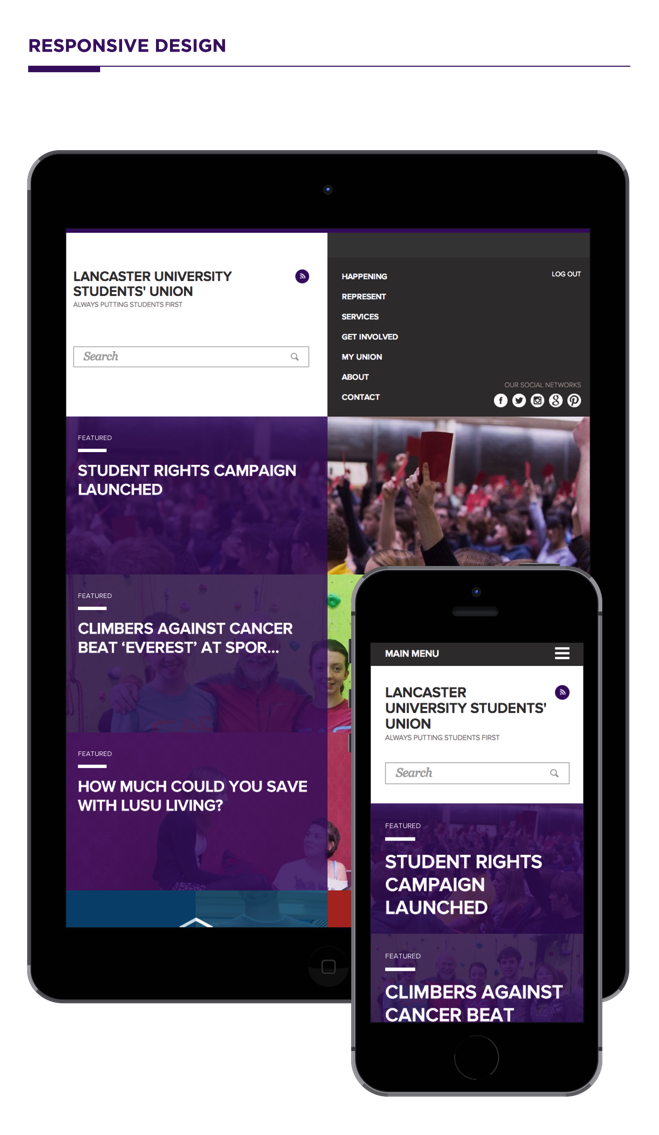 RESPONSIVE DESIGN
LANCASTER UNIVERSITY
STUDENTS' UNION
ALWAYS PUTTING STUDENTS FIRST
Search
HAPPENING
REPRESENT
SERVICES
GET INVOLVED
MY UNION
ABOUT
CONTACT
LOG OUT
OUR SOCIAL NETWORKS
FEATURED
STUDENT RIGHTS CAMPAIGN
LAUNCHED
FEATURED
CLIMBERS AGAINST CANCER
BEAT ‘EVEREST’ AT SPOR...
FEATURED
HOW MUCH COULD YOU SAVE
WITH LUSU LIVING?
MAIN MENU
LANCASTER
UNIVERSITY STUDENTS'
UNION
ALWAYS PUTTING STUDENTS FIRST
Search
FEATURED
STUDENT RIGHTS
CAMPAIGN
LAUNCHED
FEATURED
CLIMBERS AGAINST
CANCER BEAT